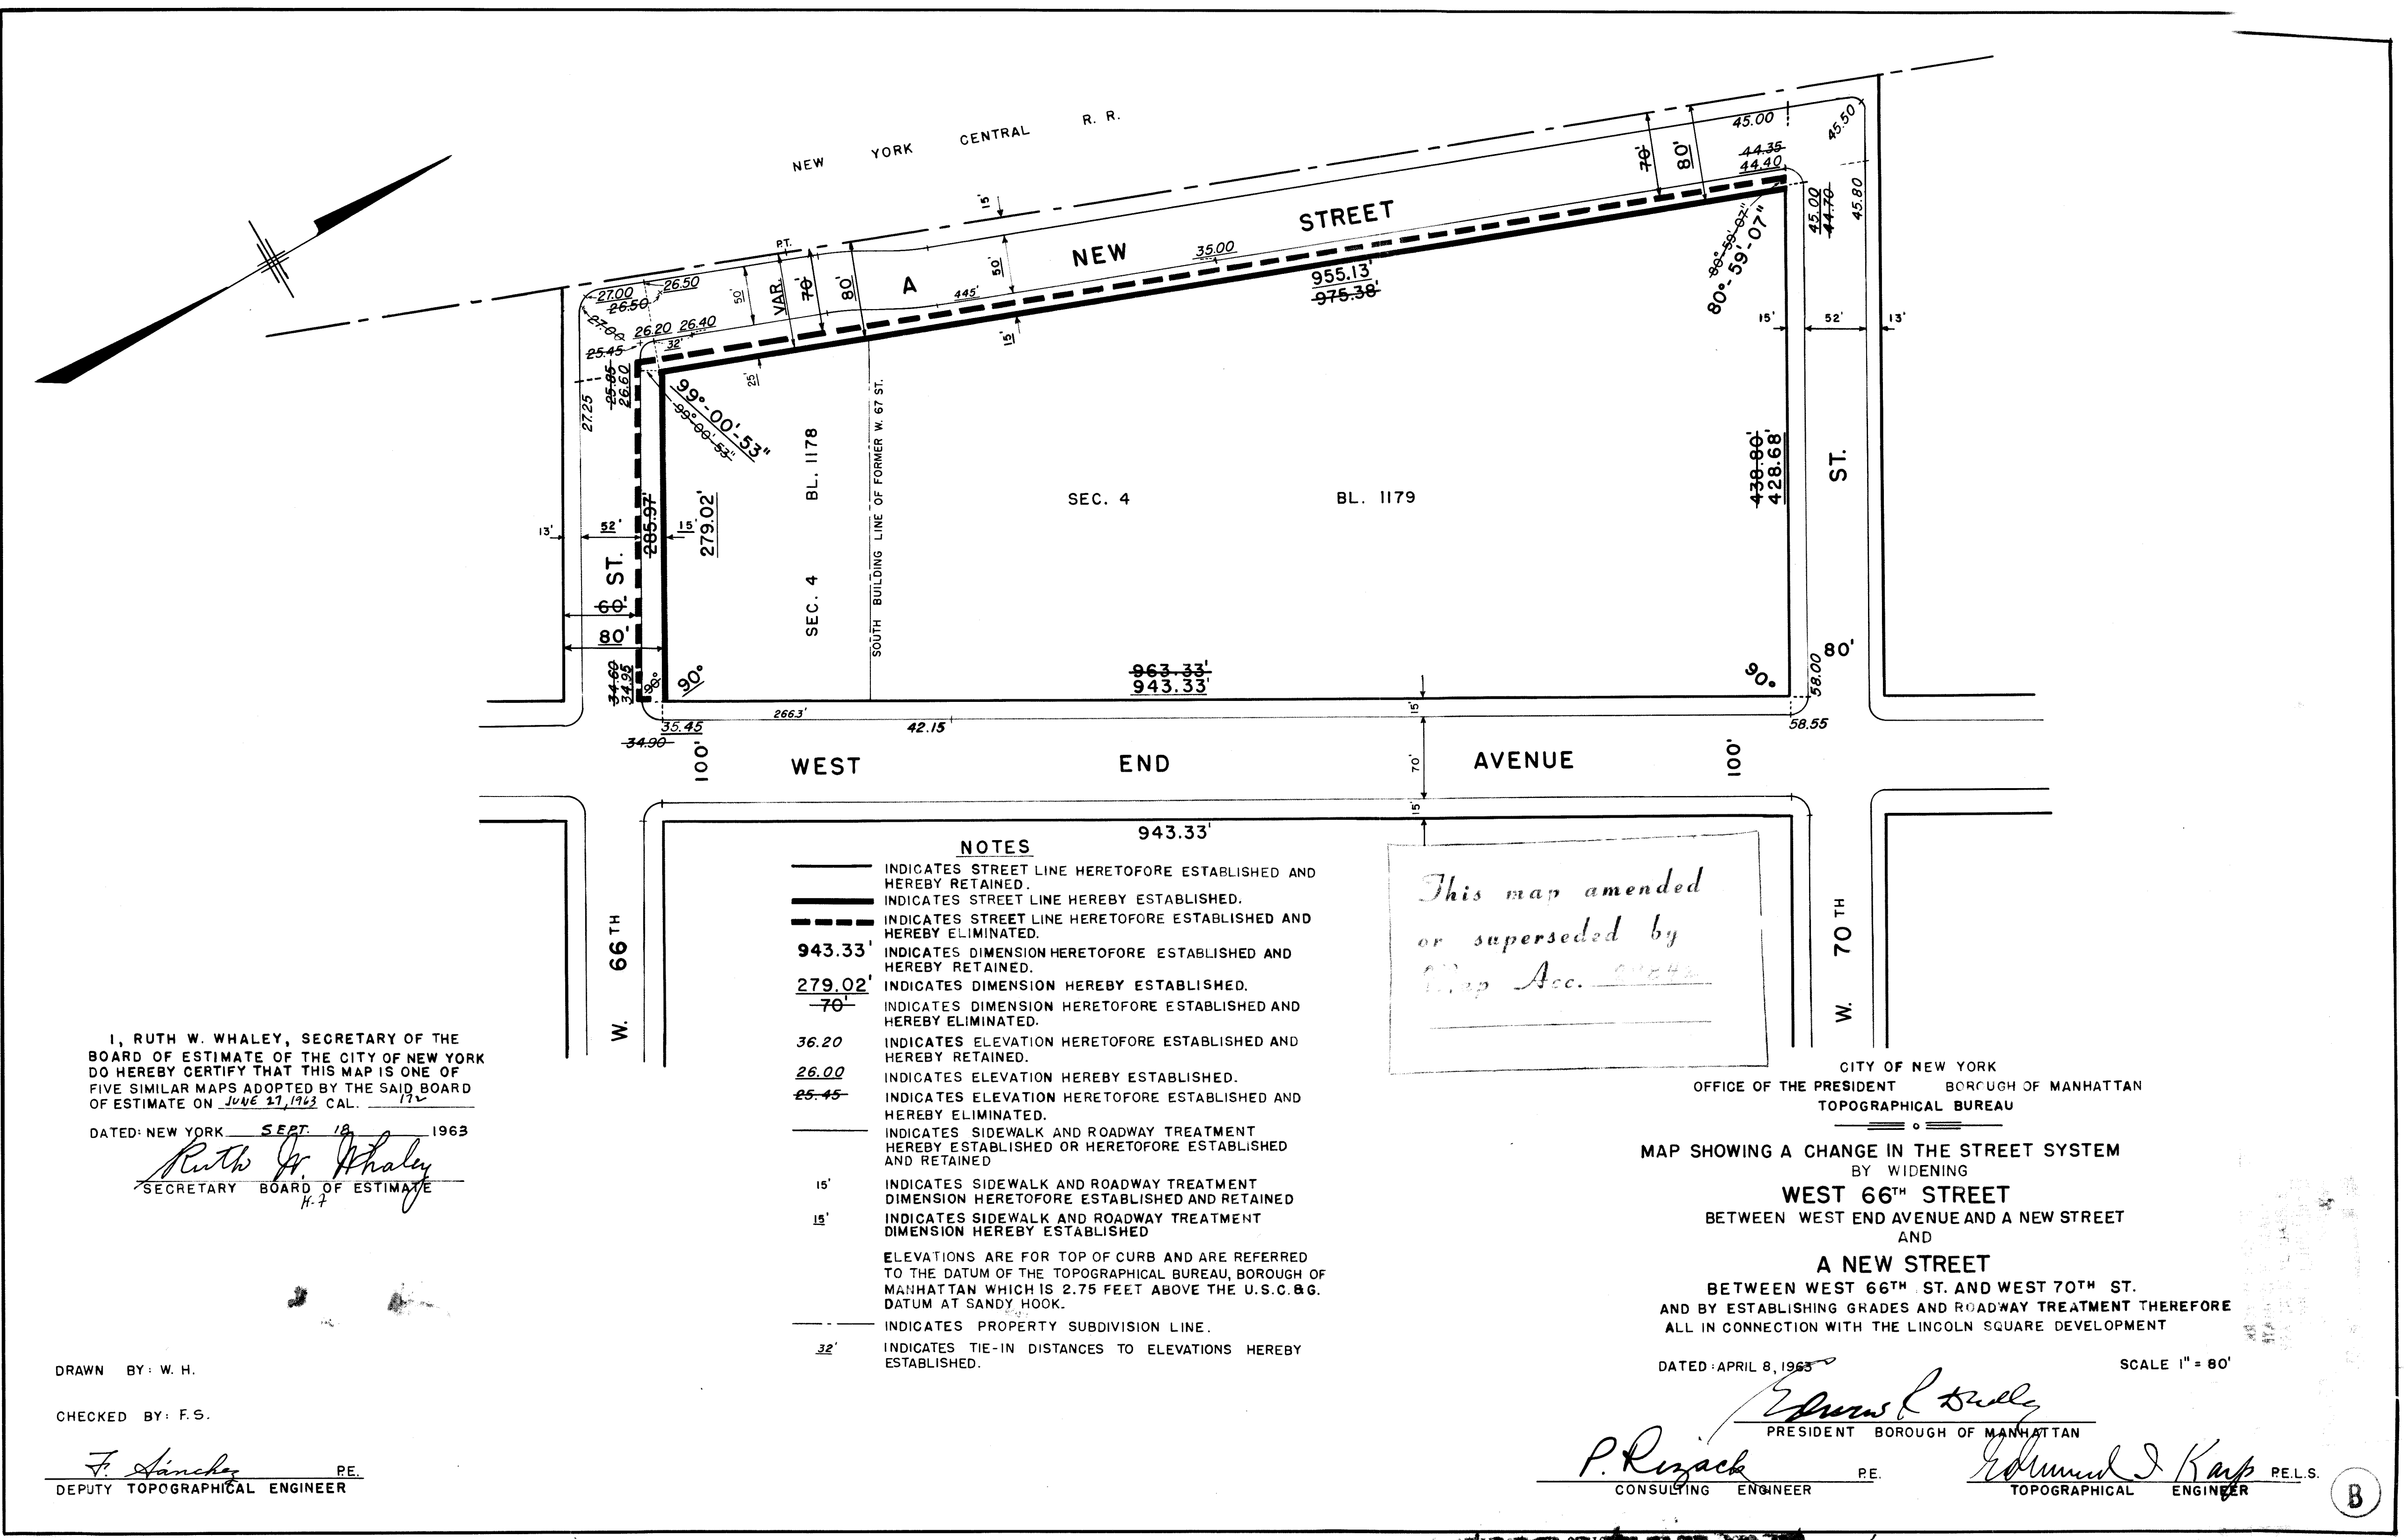 NEW YORK CENTRAL R. R.
15'
45.00
45.50
70'
80'
44.35
44.40
45.00
44.70
45.80
STREET
NEW
A
35.00
955.13'
975.38'
80°-59'-07"
80°-59'-07"
P.T.
27.00
26.50
26.50
27.00
26.20 26.40
32'
25.45
25.85
26.60
27.25
50'
VAR.
70'
80'
445'
50'
15'
25'
99°-00'-53"
99°-00'-53"
15'
52'
13'
SEC. 4 BL. 1178
SOUTH BUILDING LINE OF FORMER W. 67 ST.
SEC. 4 BL. 1179
438.80'
428.68'
ST.
13'
52'
285.97'
15'
279.02'
ST.
60'
80'
34.60
34.95
90°
90°
963.33'
943.33'
90°
80'
58.00
2663'
42.15
15'
58.55
35.45
34.90
100'
WEST END AVENUE
70'
100'
15'
943.33'
W. 66TH
W. 70TH
NOTES
INDICATES STREET LINE HERETOFORE ESTABLISHED AND
HEREBY RETAINED.
INDICATES STREET LINE HEREBY ESTABLISHED.
INDICATES STREET LINE HERETOFORE ESTABLISHED AND
HEREBY ELIMINATED.
943.33' INDICATES DIMENSION HERETOFORE ESTABLISHED AND
HEREBY RETAINED.
279.02' INDICATES DIMENSION HEREBY ESTABLISHED.
70' INDICATES DIMENSION HERETOFORE ESTABLISHED AND
HEREBY ELIMINATED.
36.20 INDICATES ELEVATION HERETOFORE ESTABLISHED AND
HEREBY RETAINED.
26.00 INDICATES ELEVATION HEREBY ESTABLISHED.
25.45 INDICATES ELEVATION HERETOFORE ESTABLISHED AND
HEREBY ELIMINATED.
INDICATES SIDEWALK AND ROADWAY TREATMENT
HEREBY ESTABLISHED OR HERETOFORE ESTABLISHED
AND RETAINED
15' INDICATES SIDEWALK AND ROADWAY TREATMENT
DIMENSION HERETOFORE ESTABLISHED AND RETAINED
15' INDICATES SIDEWALK AND ROADWAY TREATMENT
DIMENSION HEREBY ESTABLISHED
ELEVATIONS ARE FOR TOP OF CURB AND ARE REFERRED
TO THE DATUM OF THE TOPOGRAPHICAL BUREAU, BOROUGH OF
MANHATTAN WHICH IS 2.75 FEET ABOVE THE U.S.C.&G.
DATUM AT SANDY HOOK.
INDICATES PROPERTY SUBDIVISION LINE.
32' INDICATES TIE-IN DISTANCES TO ELEVATIONS HEREBY
ESTABLISHED.
This map amended
or superseded by
Map Acc.
I, RUTH W. WHALEY, SECRETARY OF THE
BOARD OF ESTIMATE OF THE CITY OF NEW YORK
DO HEREBY CERTIFY THAT THIS MAP IS ONE OF
FIVE SIMILAR MAPS ADOPTED BY THE SAID BOARD
OF ESTIMATE ON JUNE 27, 1963 CAL. 172
DATED: NEW YORK SEPT. 18 1963
Ruth W. Whaley
SECRETARY BOARD OF ESTIMATE
H.F
DRAWN BY: W. H.
CHECKED BY: F. S.
F. Sánchez P.E.
DEPUTY TOPOGRAPHICAL ENGINEER
CITY OF NEW YORK
OFFICE OF THE PRESIDENT BOROUGH OF MANHATTAN
TOPOGRAPHICAL BUREAU
MAP SHOWING A CHANGE IN THE STREET SYSTEM
BY WIDENING
WEST 66TH STREET
BETWEEN WEST END AVENUE AND A NEW STREET
AND
A NEW STREET
BETWEEN WEST 66TH ST. AND WEST 70TH ST.
AND BY ESTABLISHING GRADES AND ROADWAY TREATMENT THEREFORE
ALL IN CONNECTION WITH THE LINCOLN SQUARE DEVELOPMENT
DATED: APRIL 8, 1963 SCALE 1" = 80'
Edward R Dudley
PRESIDENT BOROUGH OF MANHATTAN
P. Rizack P.E.
CONSULTING ENGINEER
Edmund I Karp P.E.L.S.
TOPOGRAPHICAL ENGINEER
B